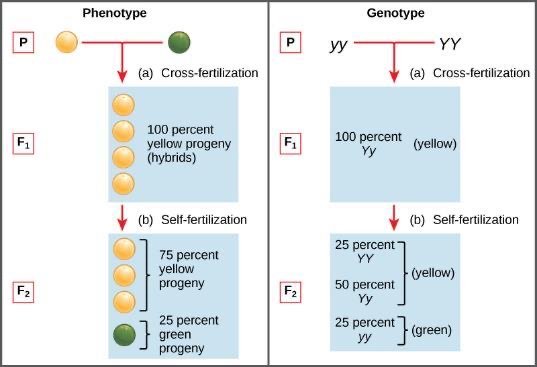 Phenotype
P
(a) Cross-fertilization
F1
100 percent
yellow progeny
(hybrids)
(b) Self-fertilization
F2
75 percent
yellow
progeny
25 percent
green
progeny
Genotype
P
yy
YY
(a) Cross-fertilization
F1
100 percent
Yy
(yellow)
(b) Self-fertilization
F2
25 percent
YY
50 percent
Yy
(yellow)
25 percent
yy
(green)